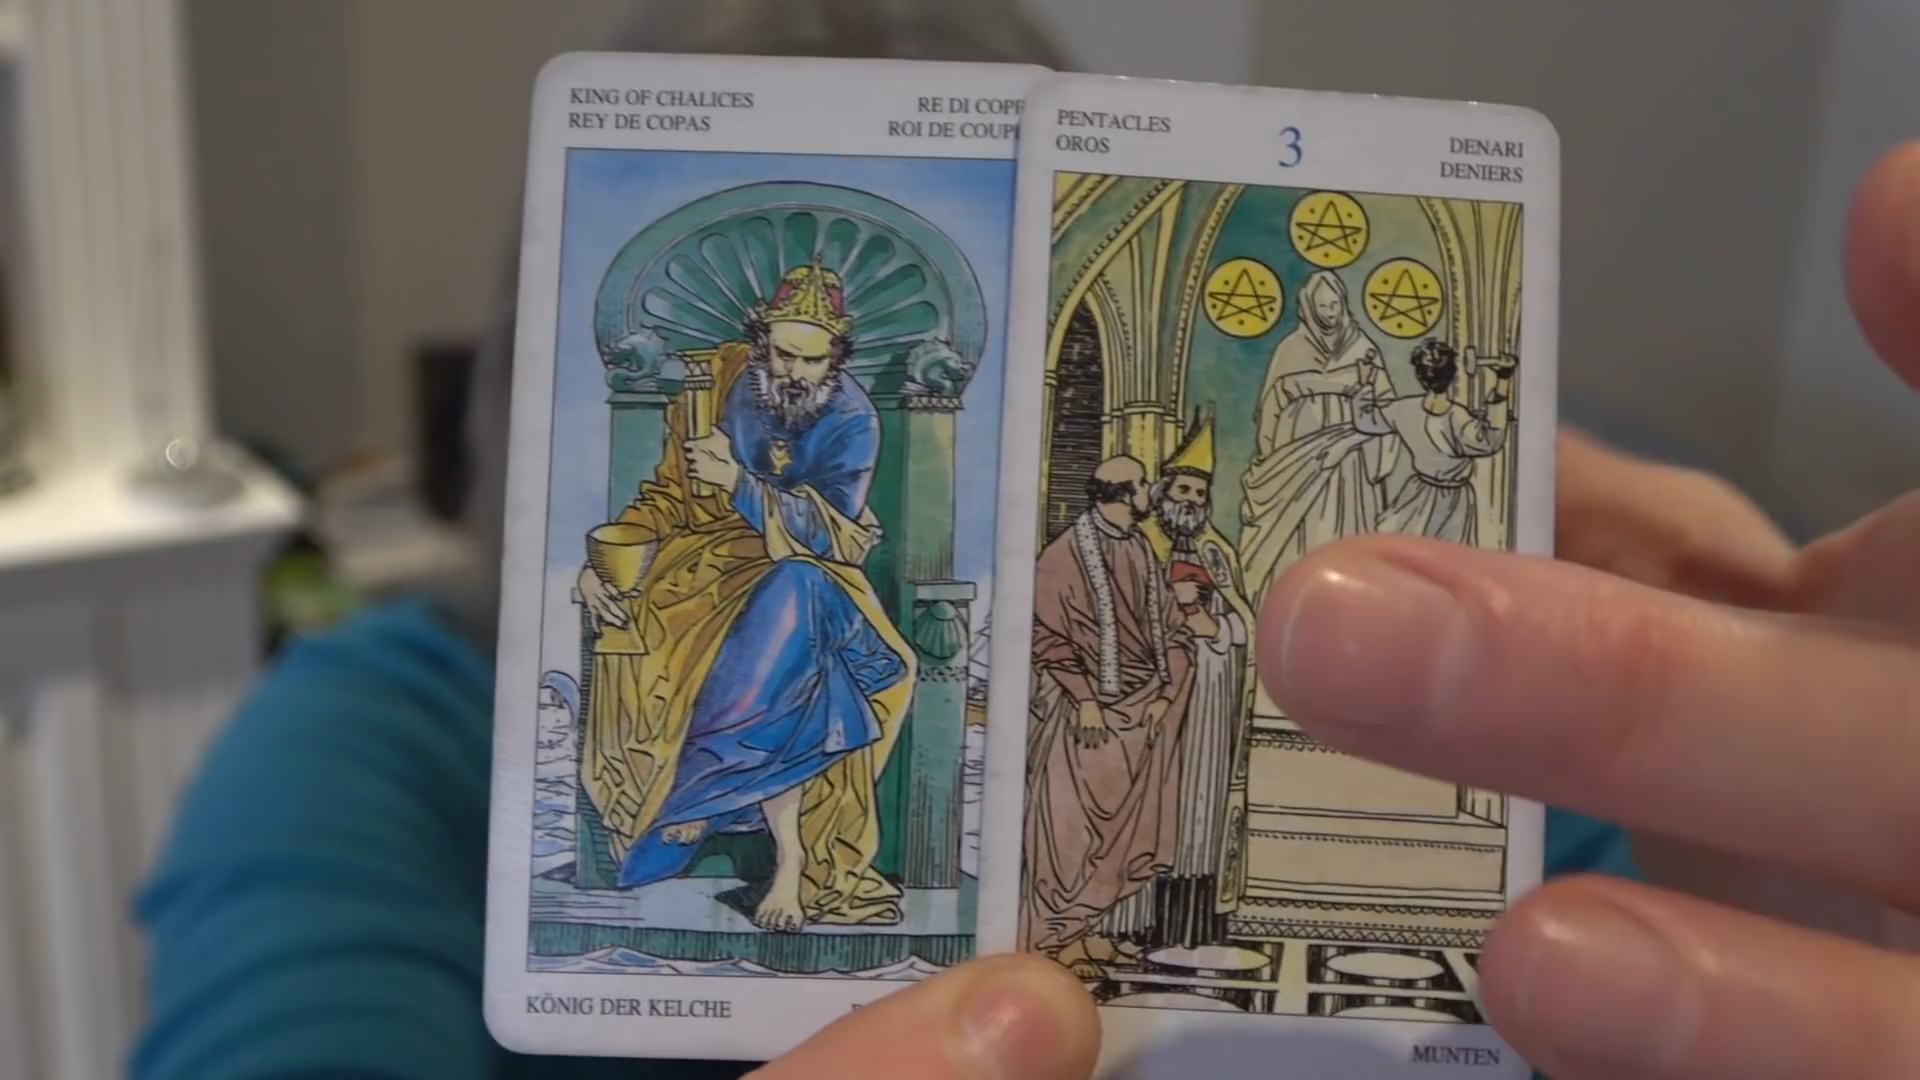 KING OF CHALICES
REY DE COPAS
RE DI COPE
ROI DE COUPE
PENTACLES
OROS
3
DENARI
DENIERS
KÖNIG DER KELCHE
MUNTEN